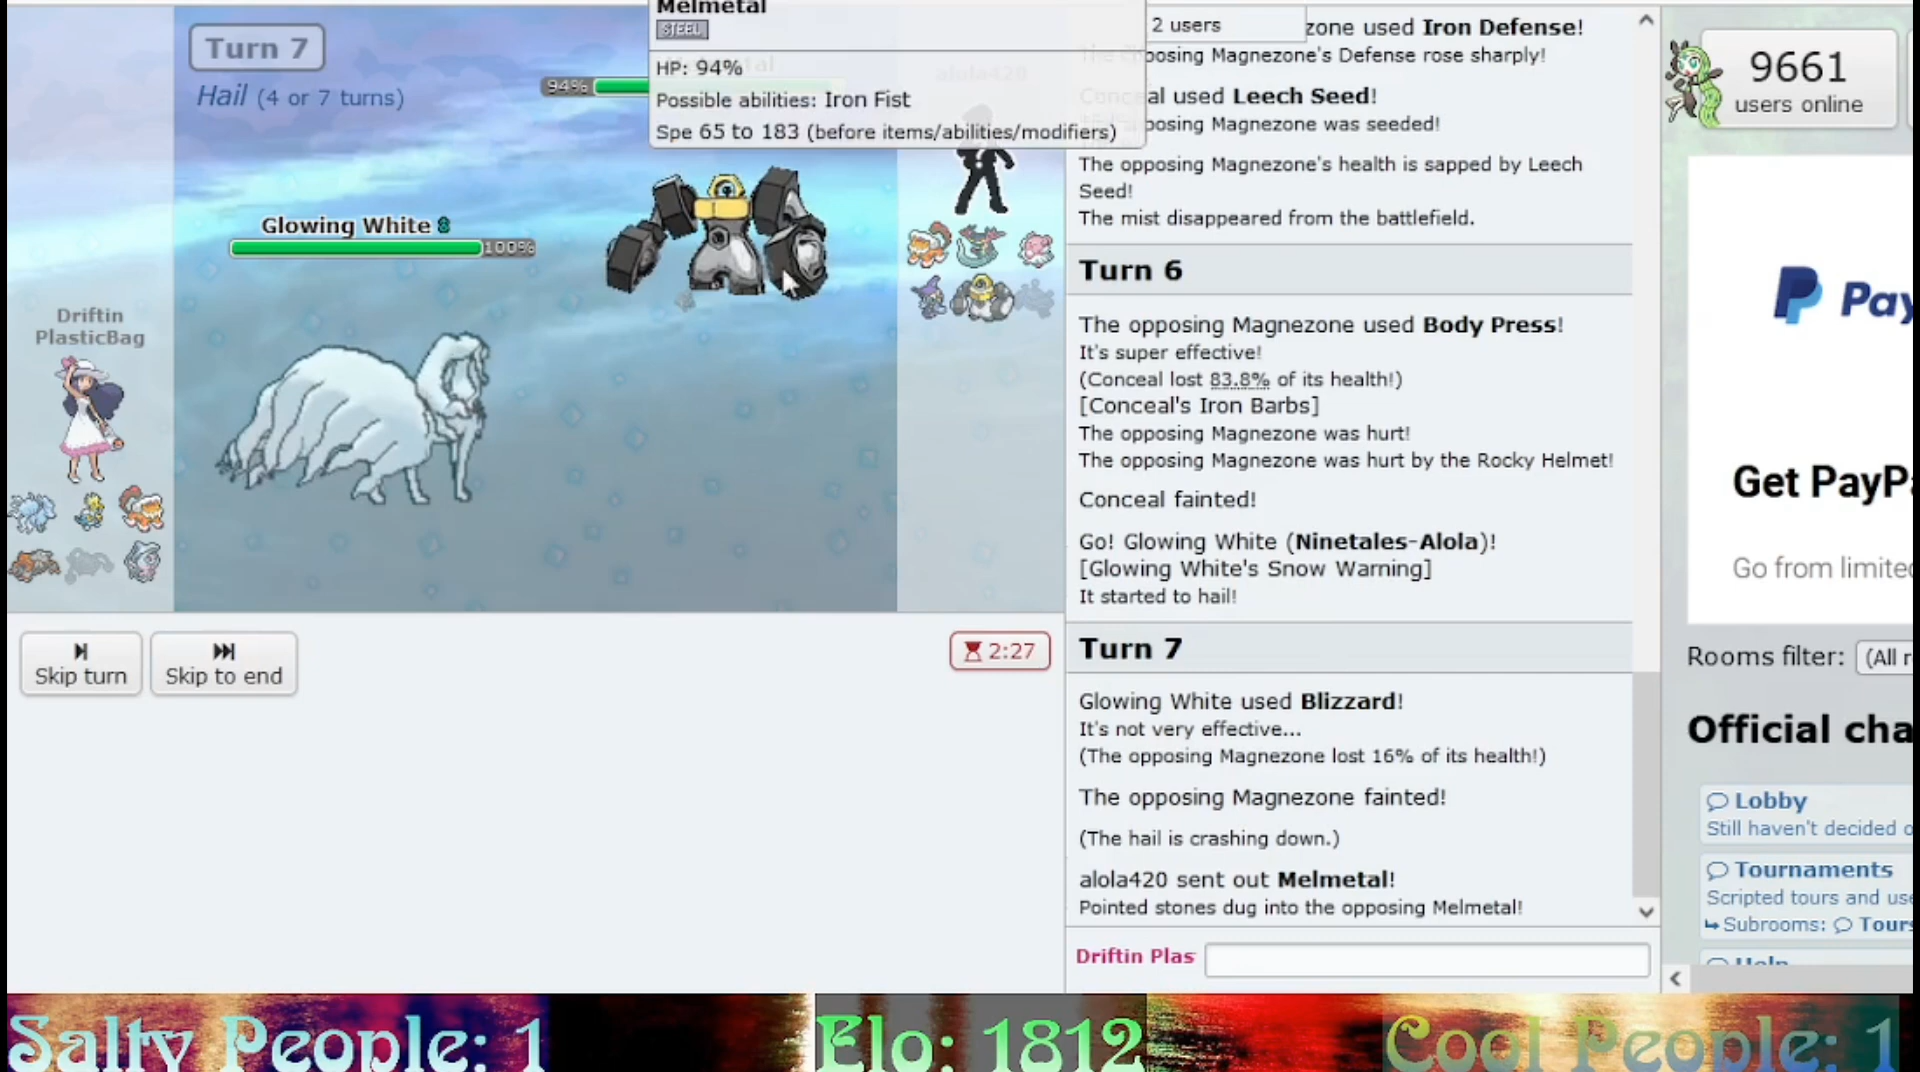 Turn 7
Hail (4 or 7 turns)
Melmetal
STEEL
HP: 94%
Possible abilities: Iron Fist
Spe 65 to 183 (before items/abilities/modifiers)
94%
alola420
Glowing White
100%
Driftin
PlasticBag
2 users
zone used Iron Defense!
posing Magnezone's Defense rose sharply!
Conceal used Leech Seed!
posing Magnezone was seeded!
The opposing Magnezone's health is sapped by Leech
Seed!
The mist disappeared from the battlefield.
Turn 6
The opposing Magnezone used Body Press!
It's super effective!
(Conceal lost 83.8% of its health!)
[Conceal's Iron Barbs]
The opposing Magnezone was hurt!
The opposing Magnezone was hurt by the Rocky Helmet!
Conceal fainted!
Go! Glowing White (Ninetales-Alola)!
[Glowing White's Snow Warning]
It started to hail!
Turn 7
Glowing White used Blizzard!
It's not very effective...
(The opposing Magnezone lost 16% of its health!)
The opposing Magnezone fainted!
(The hail is crashing down.)
alola420 sent out Melmetal!
Pointed stones dug into the opposing Melmetal!
Driftin Plas
Skip turn
Skip to end
2:27
9661
users online
Pay
Get PayP
Go from limite
Rooms filter: (All r
Official cha
Lobby
Still haven't decided o
Tournaments
Scripted tours and use
Subrooms: Tours
Help
Salty People: 1
Elo: 1812
Cool People: 1